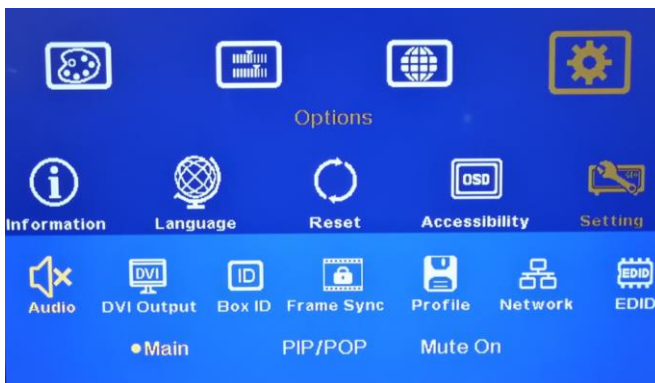 Options
OSD
Information Language Reset Accessibility Setting
DVI ID EDID
Audio DVI Output Box ID Frame Sync Profile Network EDID
Main PIP/POP Mute On